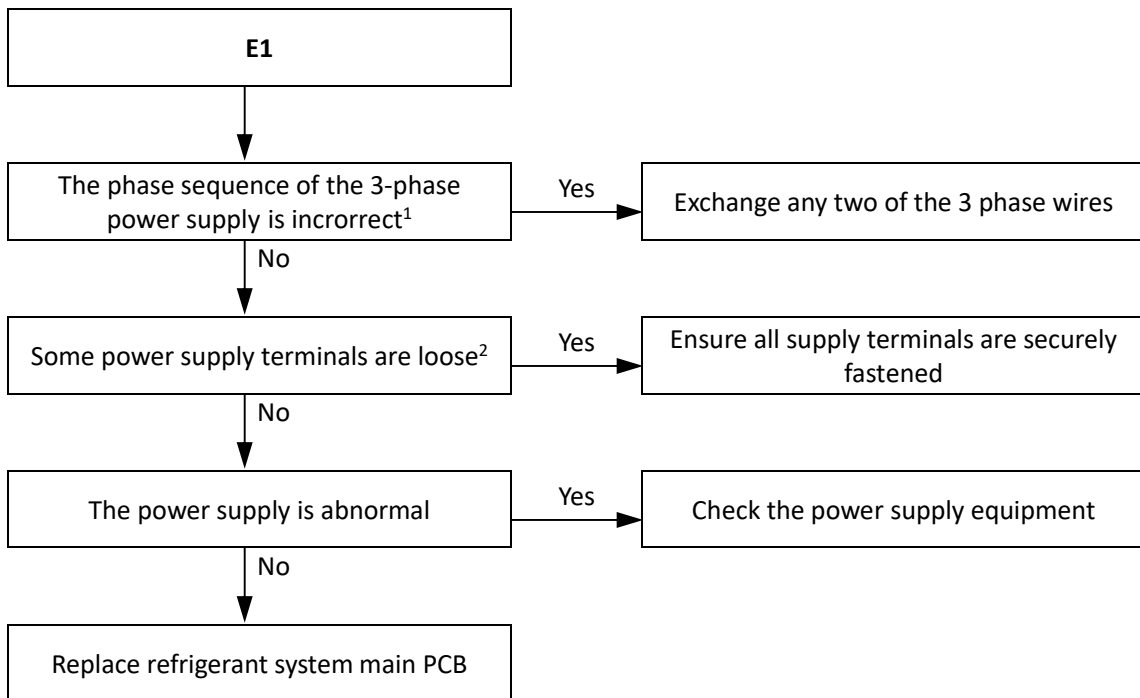 E1
The phase sequence of the 3-phase
power supply is incrorrect¹
Yes
Exchange any two of the 3 phase wires
No
Some power supply terminals are loose²
Yes
Ensure all supply terminals are securely
fastened
No
The power supply is abnormal
Yes
Check the power supply equipment
No
Replace refrigerant system main PCB